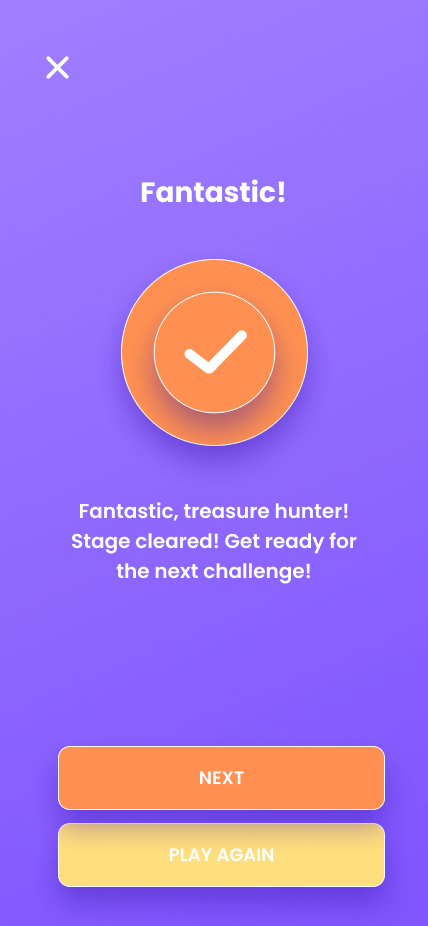 Fantastic!
Fantastic, treasure hunter!
Stage cleared! Get ready for
the next challenge!
NEXT
PLAY AGAIN